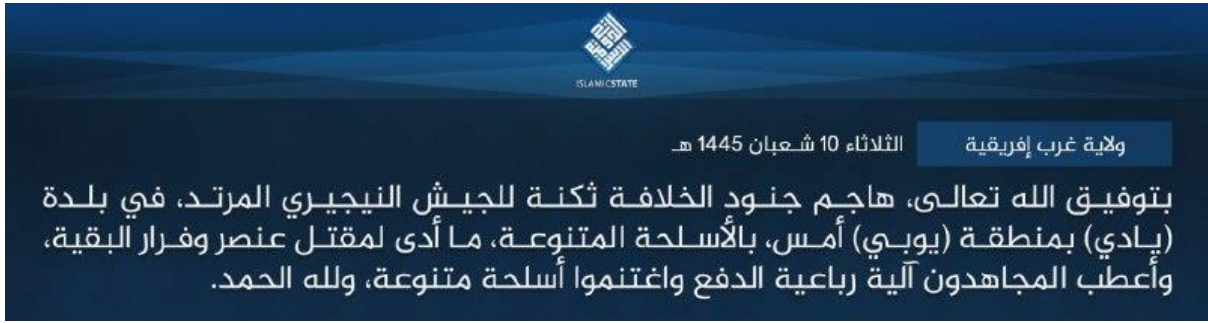 ISLAMIC STATE
ولاية غرب إفريقية الثلاثاء 10 شعبان 1445 هـ
بتوفيق الله تعالى، هاجم جنود الخلافة ثكنة للجيش النيجيري المرتد، في بلدة
(يادي) بمنطقة (يوبي) أمس، بالأسلحة المتنوعة، ما أدى لمقتل عنصر وفرار البقية،
وأعطب المجاهدون آلية رباعية الدفع واغتنموا أسلحة متنوعة، ولله الحمد.